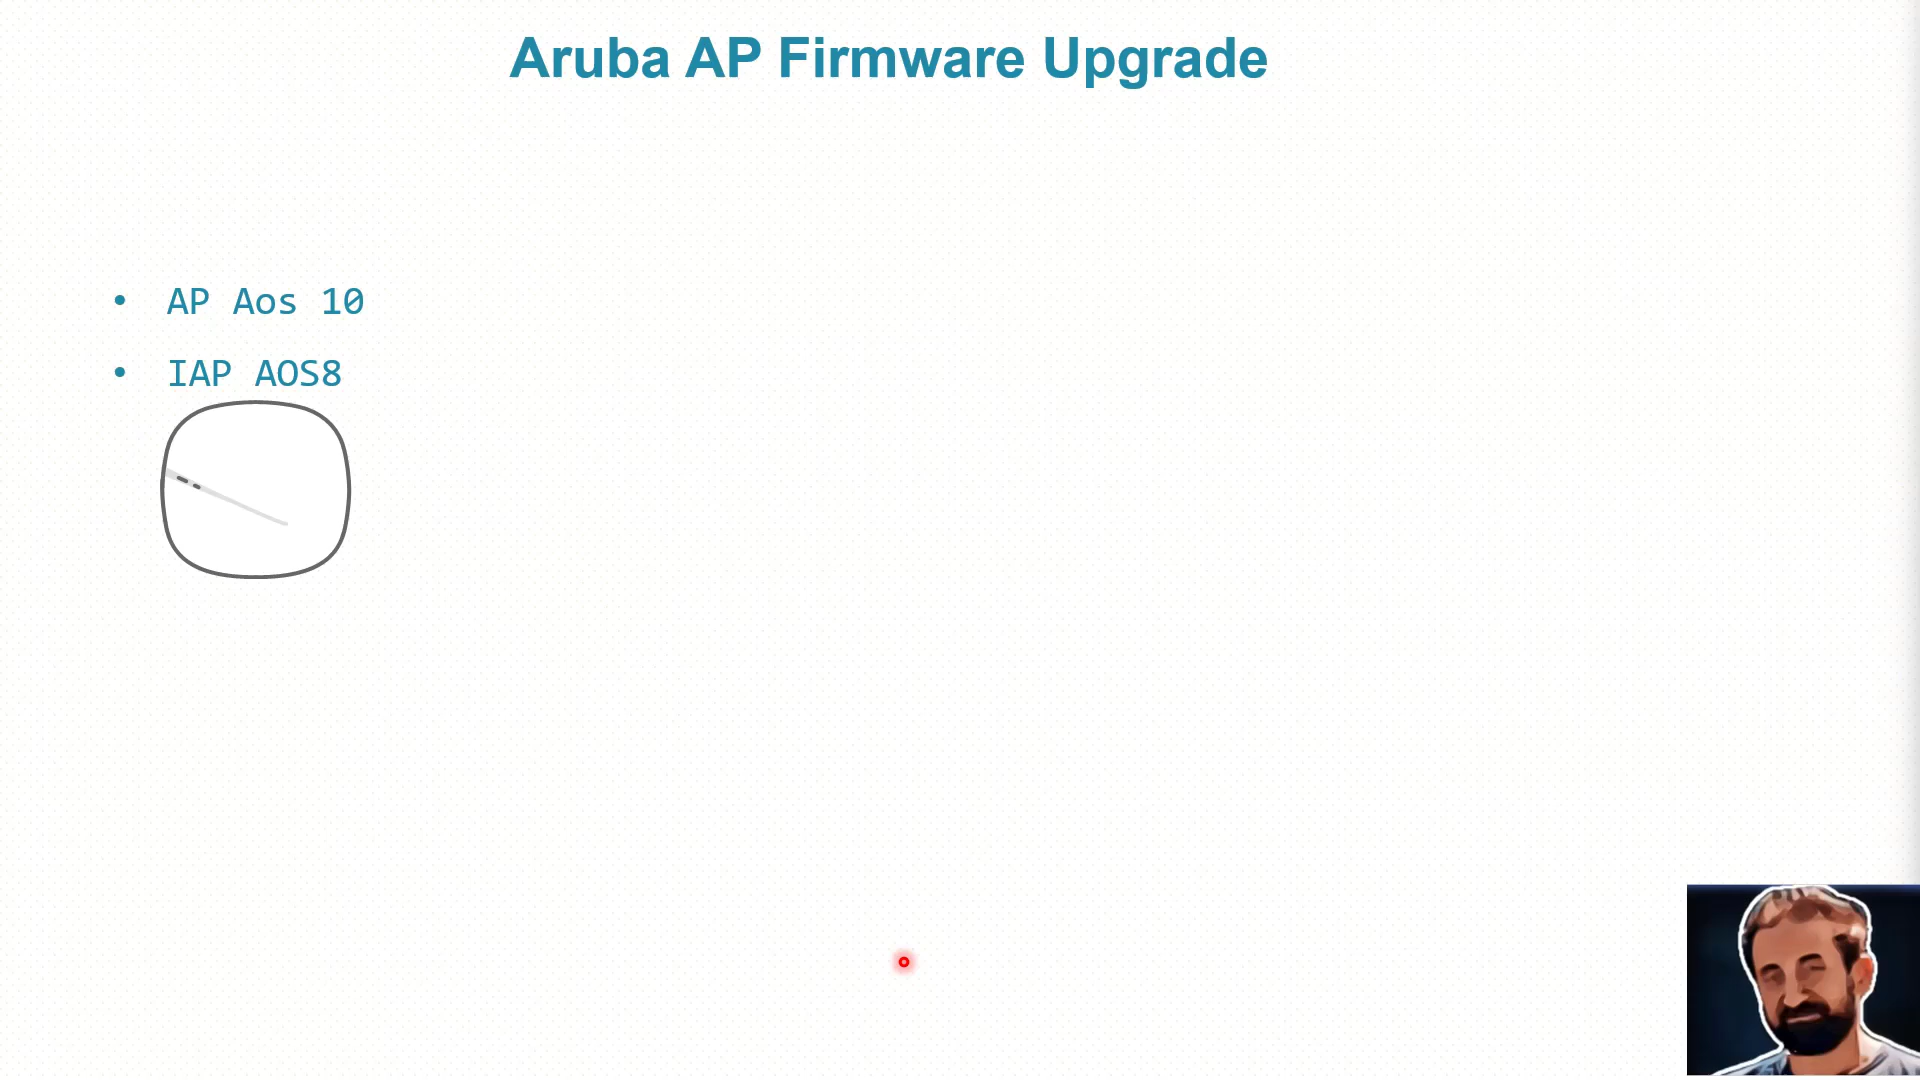 Aruba AP Firmware Upgrade
• AP Aos 10
• IAP AOS8